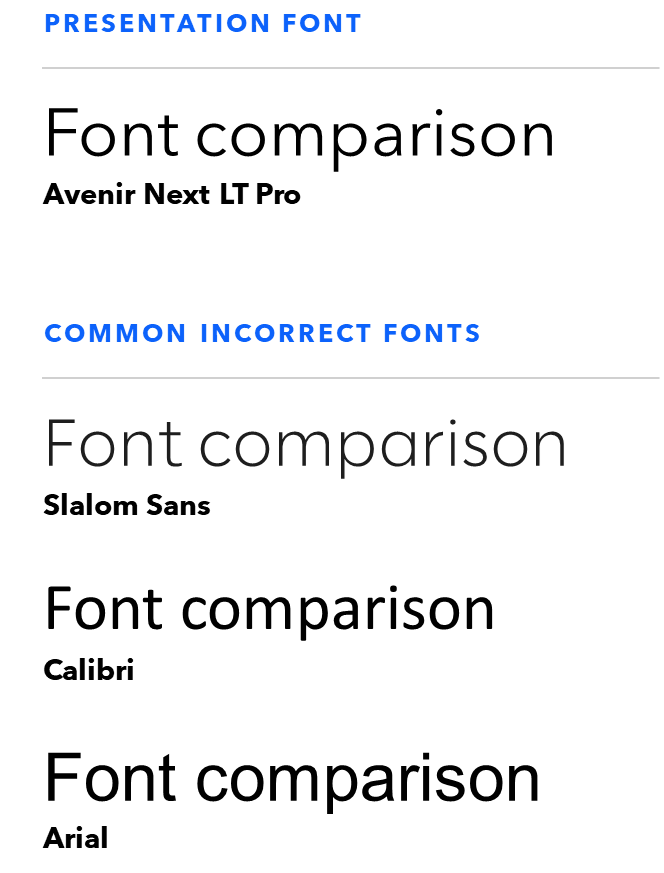 PRESENTATION FONT
Font comparison
Avenir Next LT Pro
COMMON INCORRECT FONTS
Font comparison
Slalom Sans
Font comparison
Calibri
Font comparison
Arial